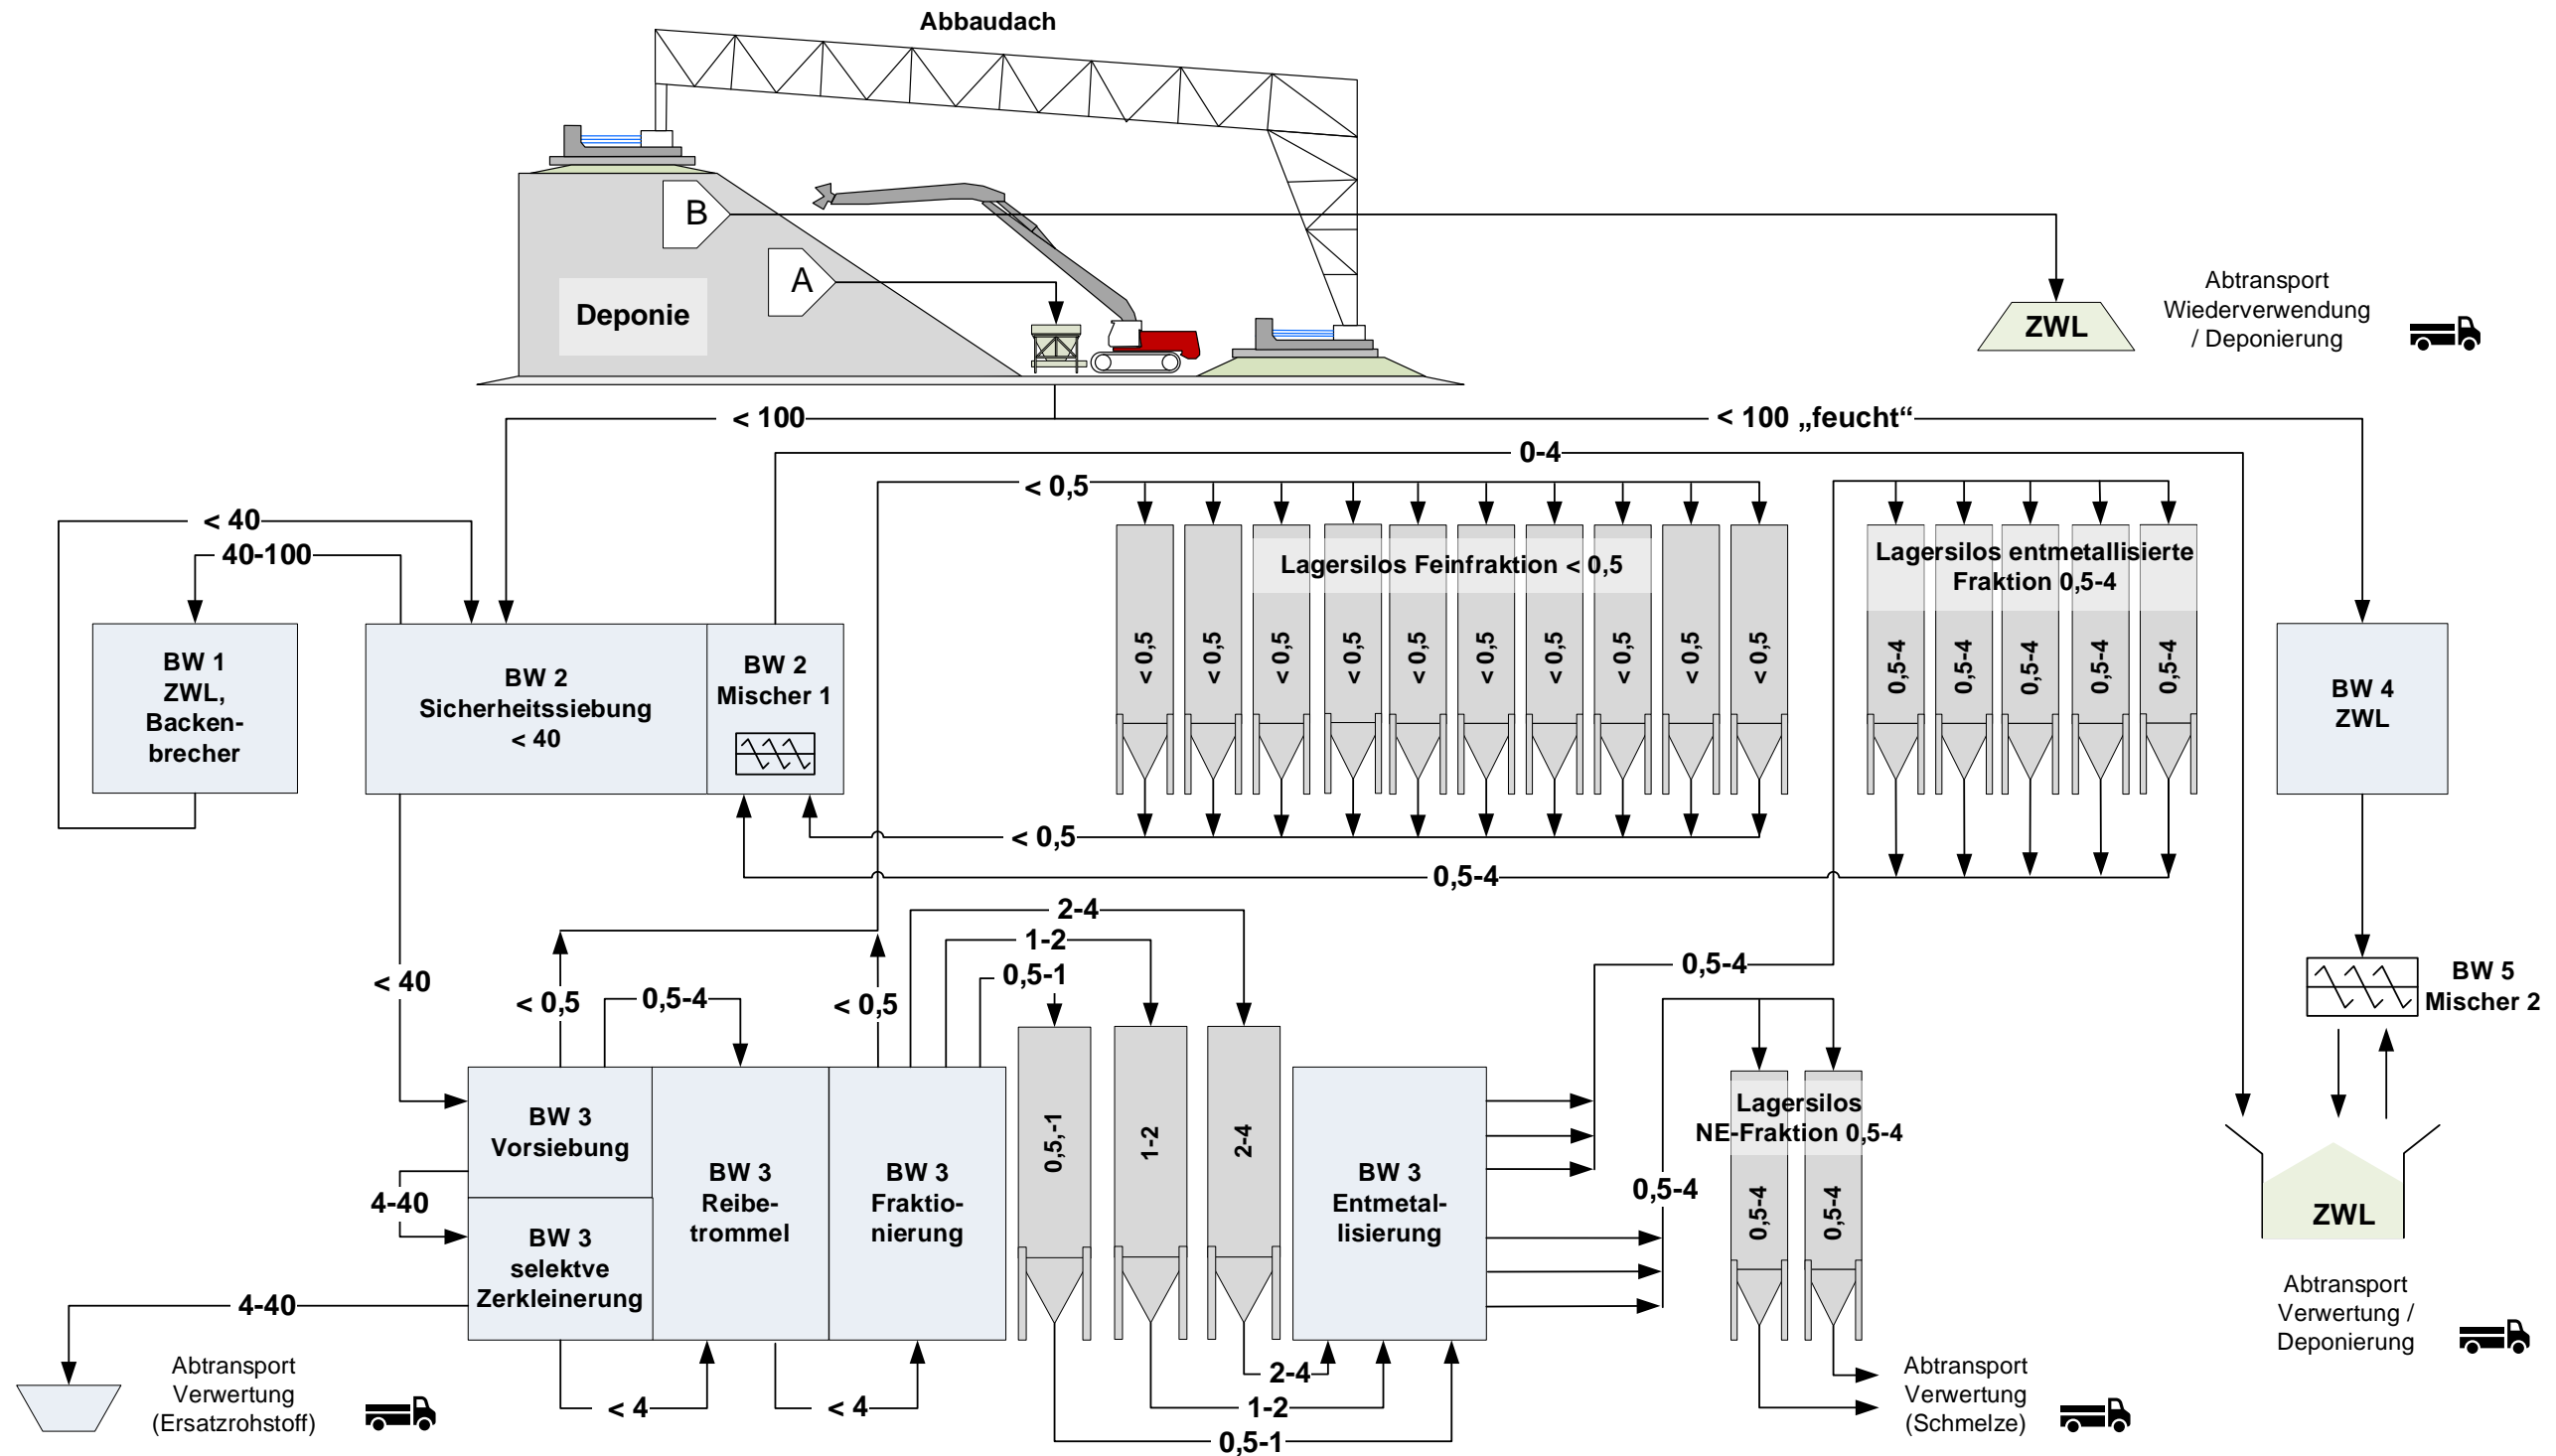 Abbaudach
B
A
Deponie
ZWL
Abtransport
Wiederverwendung
/ Deponierung
< 100
< 100 „feucht“
0-4
< 0,5
< 40
40-100
BW 1
ZWL,
Backen-
brecher
BW 2
Sicherheitssiebung
< 40
BW 2
Mischer 1
Lagersilos Feinfraktion < 0,5
< 0,5
< 0,5
< 0,5
< 0,5
< 0,5
< 0,5
< 0,5
< 0,5
< 0,5
< 0,5
Lagersilos entmetallisierte
Fraktion 0,5-4
0,5-4
0,5-4
0,5-4
0,5-4
0,5-4
BW 4
ZWL
< 0,5
0,5-4
2-4
1-2
0,5-1
< 40
< 0,5
0,5-4
< 0,5
0,5-4
BW 5
Mischer 2
BW 3
Vorsiebung
4-40
BW 3
selektve
Zerkleinerung
BW 3
Reibe-
trommel
BW 3
Fraktio-
nierung
0,5,-1
1-2
2-4
BW 3
Entmetal-
lisierung
0,5-4
Lagersilos
NE-Fraktion 0,5-4
0,5-4
0,5-4
ZWL
Abtransport
Verwertung /
Deponierung
4-40
Abtransport
Verwertung
(Ersatzrohstoff)
< 4
< 4
2-4
1-2
0,5-1
Abtransport
Verwertung
(Schmelze)